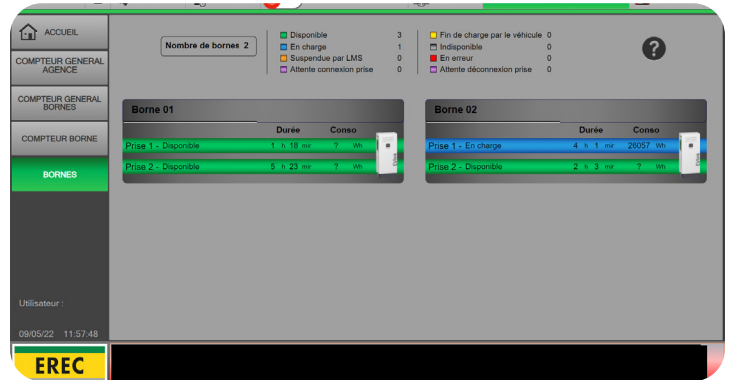 ACCUEIL
COMPTEUR GENERAL
AGENCE
COMPTEUR GENERAL
BORNES
COMPTEUR BORNE
BORNES
Utilisateur :
09/05/22 11:57:48
EREC
Nombre de bornes 2
Disponible 3
En charge 1
Suspendue par LMS 0
Attente connexion prise 0
Fin de charge par le véhicule 0
Indisponible 0
En erreur 0
Attente déconnexion prise 0
?
Borne 01
Durée Conso
Prise 1 - Disponible 1 h 18 mir ? Wh
Prise 2 - Disponible 5 h 23 mir ? Wh
Borne 02
Durée Conso
Prise 1 - En charge 4 h 1 mir 26057 Wh
Prise 2 - Disponible 2 h 3 mir ? Wh